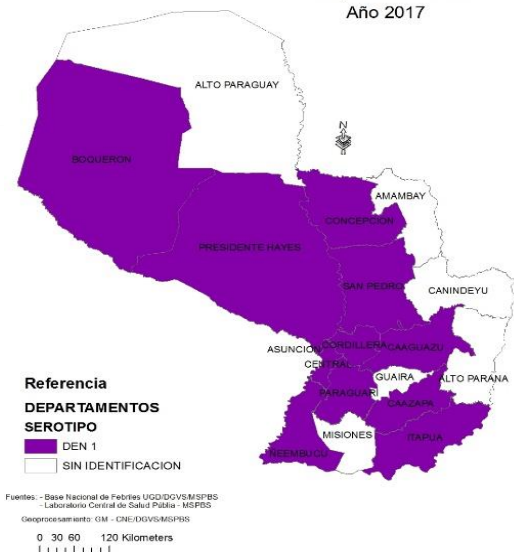 Año 2017
ALTO PARAGUAY
BOQUERON
N
AMAMBAY
CONCEPCION
PRESIDENTE HAYES
SAN PEDRO
CANINDEYU
ASUNCION
CORDILLERA
CAAGUAZU
CENTRAL
GUAIRA
ALTO PARANA
PARAGUARI
CAAZAPA
MISIONES
ITAPUA
ÑEEMBUCU
Referencia
DEPARTAMENTOS
SEROTIPO
DEN 1
SIN IDENTIFICACION
Fuentes: - Base Nacional de Febriles UGD/DGVS/MSPBS
- Laboratorio Central de Salud Públia - MSPBS
Geoprocesamiento: GM - CNE/DGVS/MSPBS
0 30 60 120 Kilometers